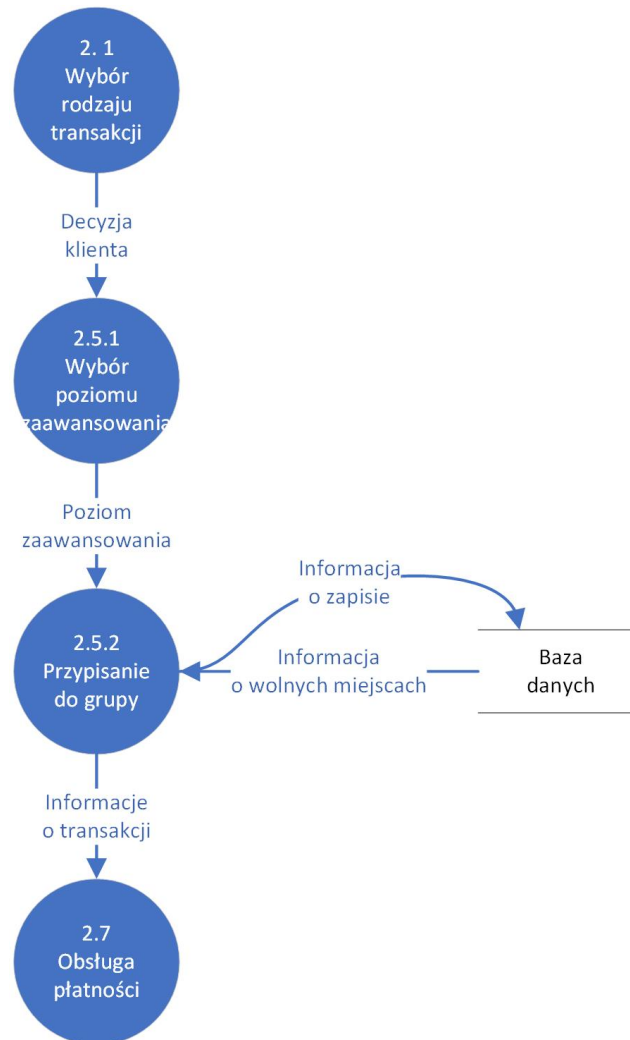 2. 1
Wybór
rodzaju
transakcji
Decyzja
klienta
2.5.1
Wybór
poziomu
zaawansowania
Poziom
zaawansowania
Informacja
o zapisie
2.5.2
Przypisanie
do grupy
Informacja
o wolnych miejscach
Baza
danych
Informacje
o transakcji
2.7
Obsługa
płatności